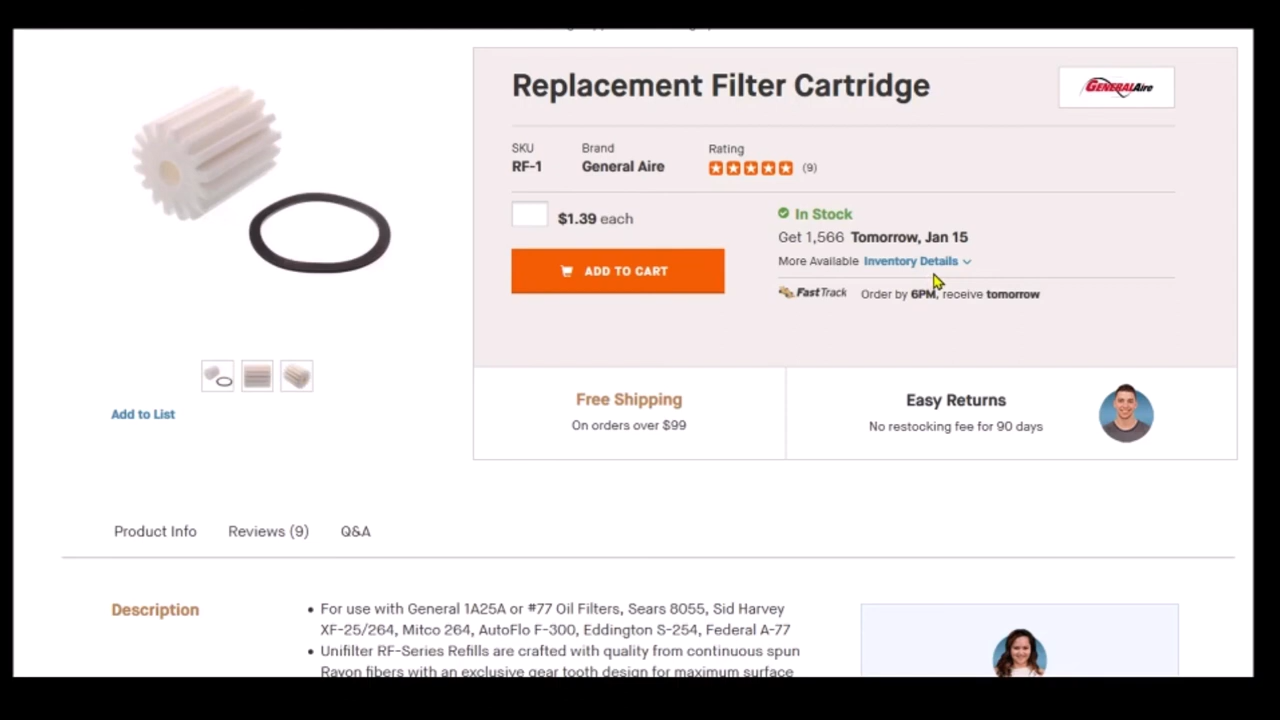 Replacement Filter Cartridge
GENERALAire
SKU Brand Rating
RF-1 General Aire (9)
$1.39 each
In Stock
Get 1,566 Tomorrow, Jan 15
More Available Inventory Details
ADD TO CART
FastTrack Order by 6PM, receive tomorrow
Free Shipping
On orders over $99
Easy Returns
No restocking fee for 90 days
Add to List
Product Info Reviews (9) Q&A
Description
• For use with General 1A25A or #77 Oil Filters, Sears 8055, Sid Harvey
XF-25/264, Mitco 264, AutoFlo F-300, Eddington S-254, Federal A-77
• Unifilter RF-Series Refills are crafted with quality from continuous spun
Rayon fibers with an exclusive gear tooth design for maximum surface